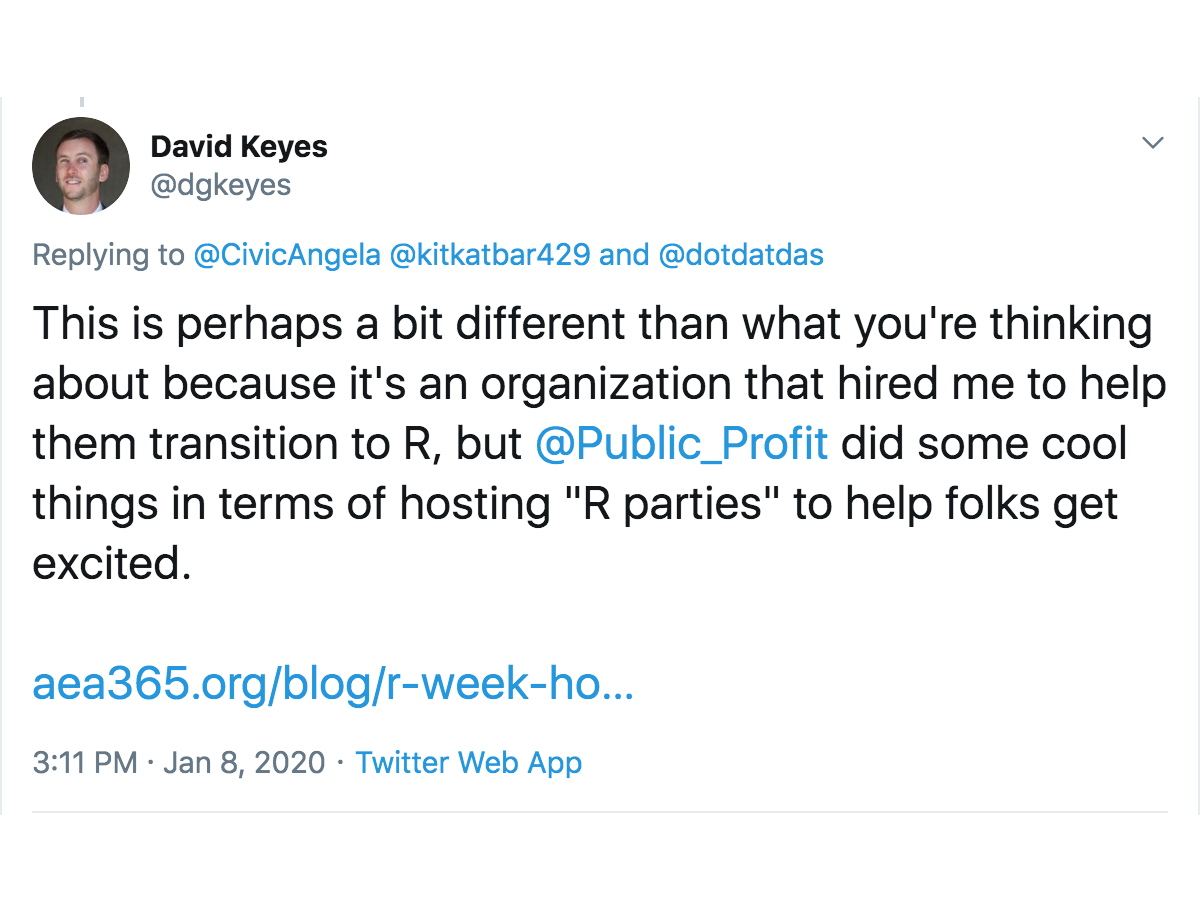 David Keyes
@dgkeyes
Replying to @CivicAngela @kitkatbar429 and @dotdatdas
This is perhaps a bit different than what you're thinking
about because it's an organization that hired me to help
them transition to R, but @Public_Profit did some cool
things in terms of hosting "R parties" to help folks get
excited.
aea365.org/blog/r-week-ho...
3:11 PM · Jan 8, 2020 · Twitter Web App